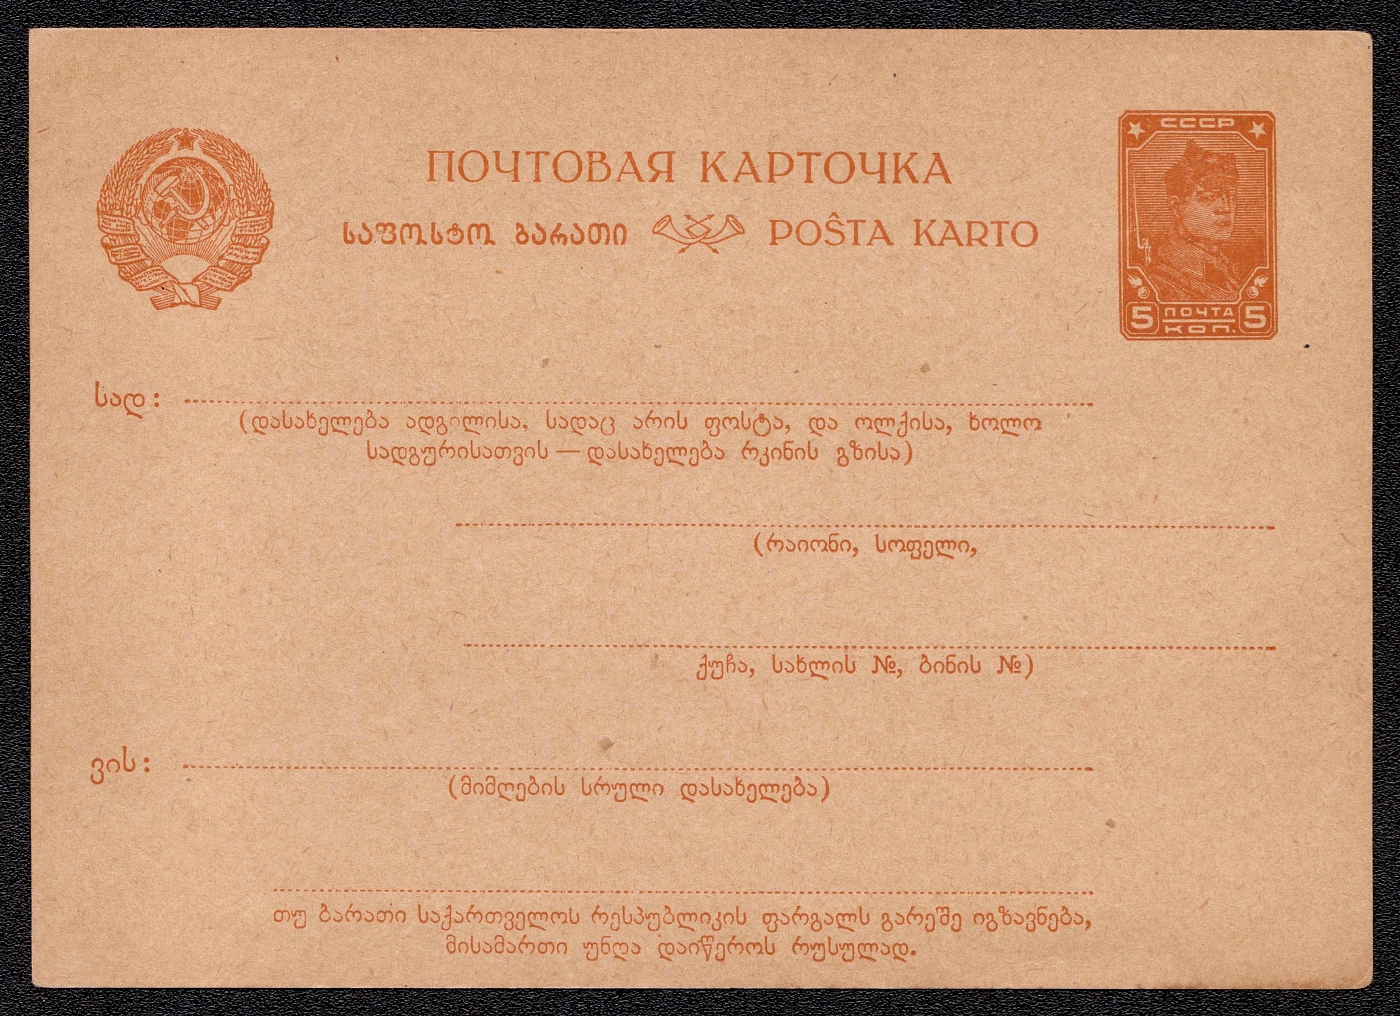 СССР
ПОЧТОВАЯ КАРТОЧКА
საფოსტო ბარათი POŜTA KARTO
5 ПОЧТА КОП. 5
სად:
(დასახელება ადგილისა, სადაც არის ფოსტა, და ოლქისა, ხოლო
სადგურისათვის — დასახელება რკინის გზისა)
(რაიონი, სოფელი,
ქუჩა, სახლის №, ბინის №)
ვის:
(მიმღების სრული დასახელება)
თუ ბარათი საქართველოს რესპუბლიკის ფარგალს გარეშე იგზავნება,
მისამართი უნდა დაიწეროს რუსულად.